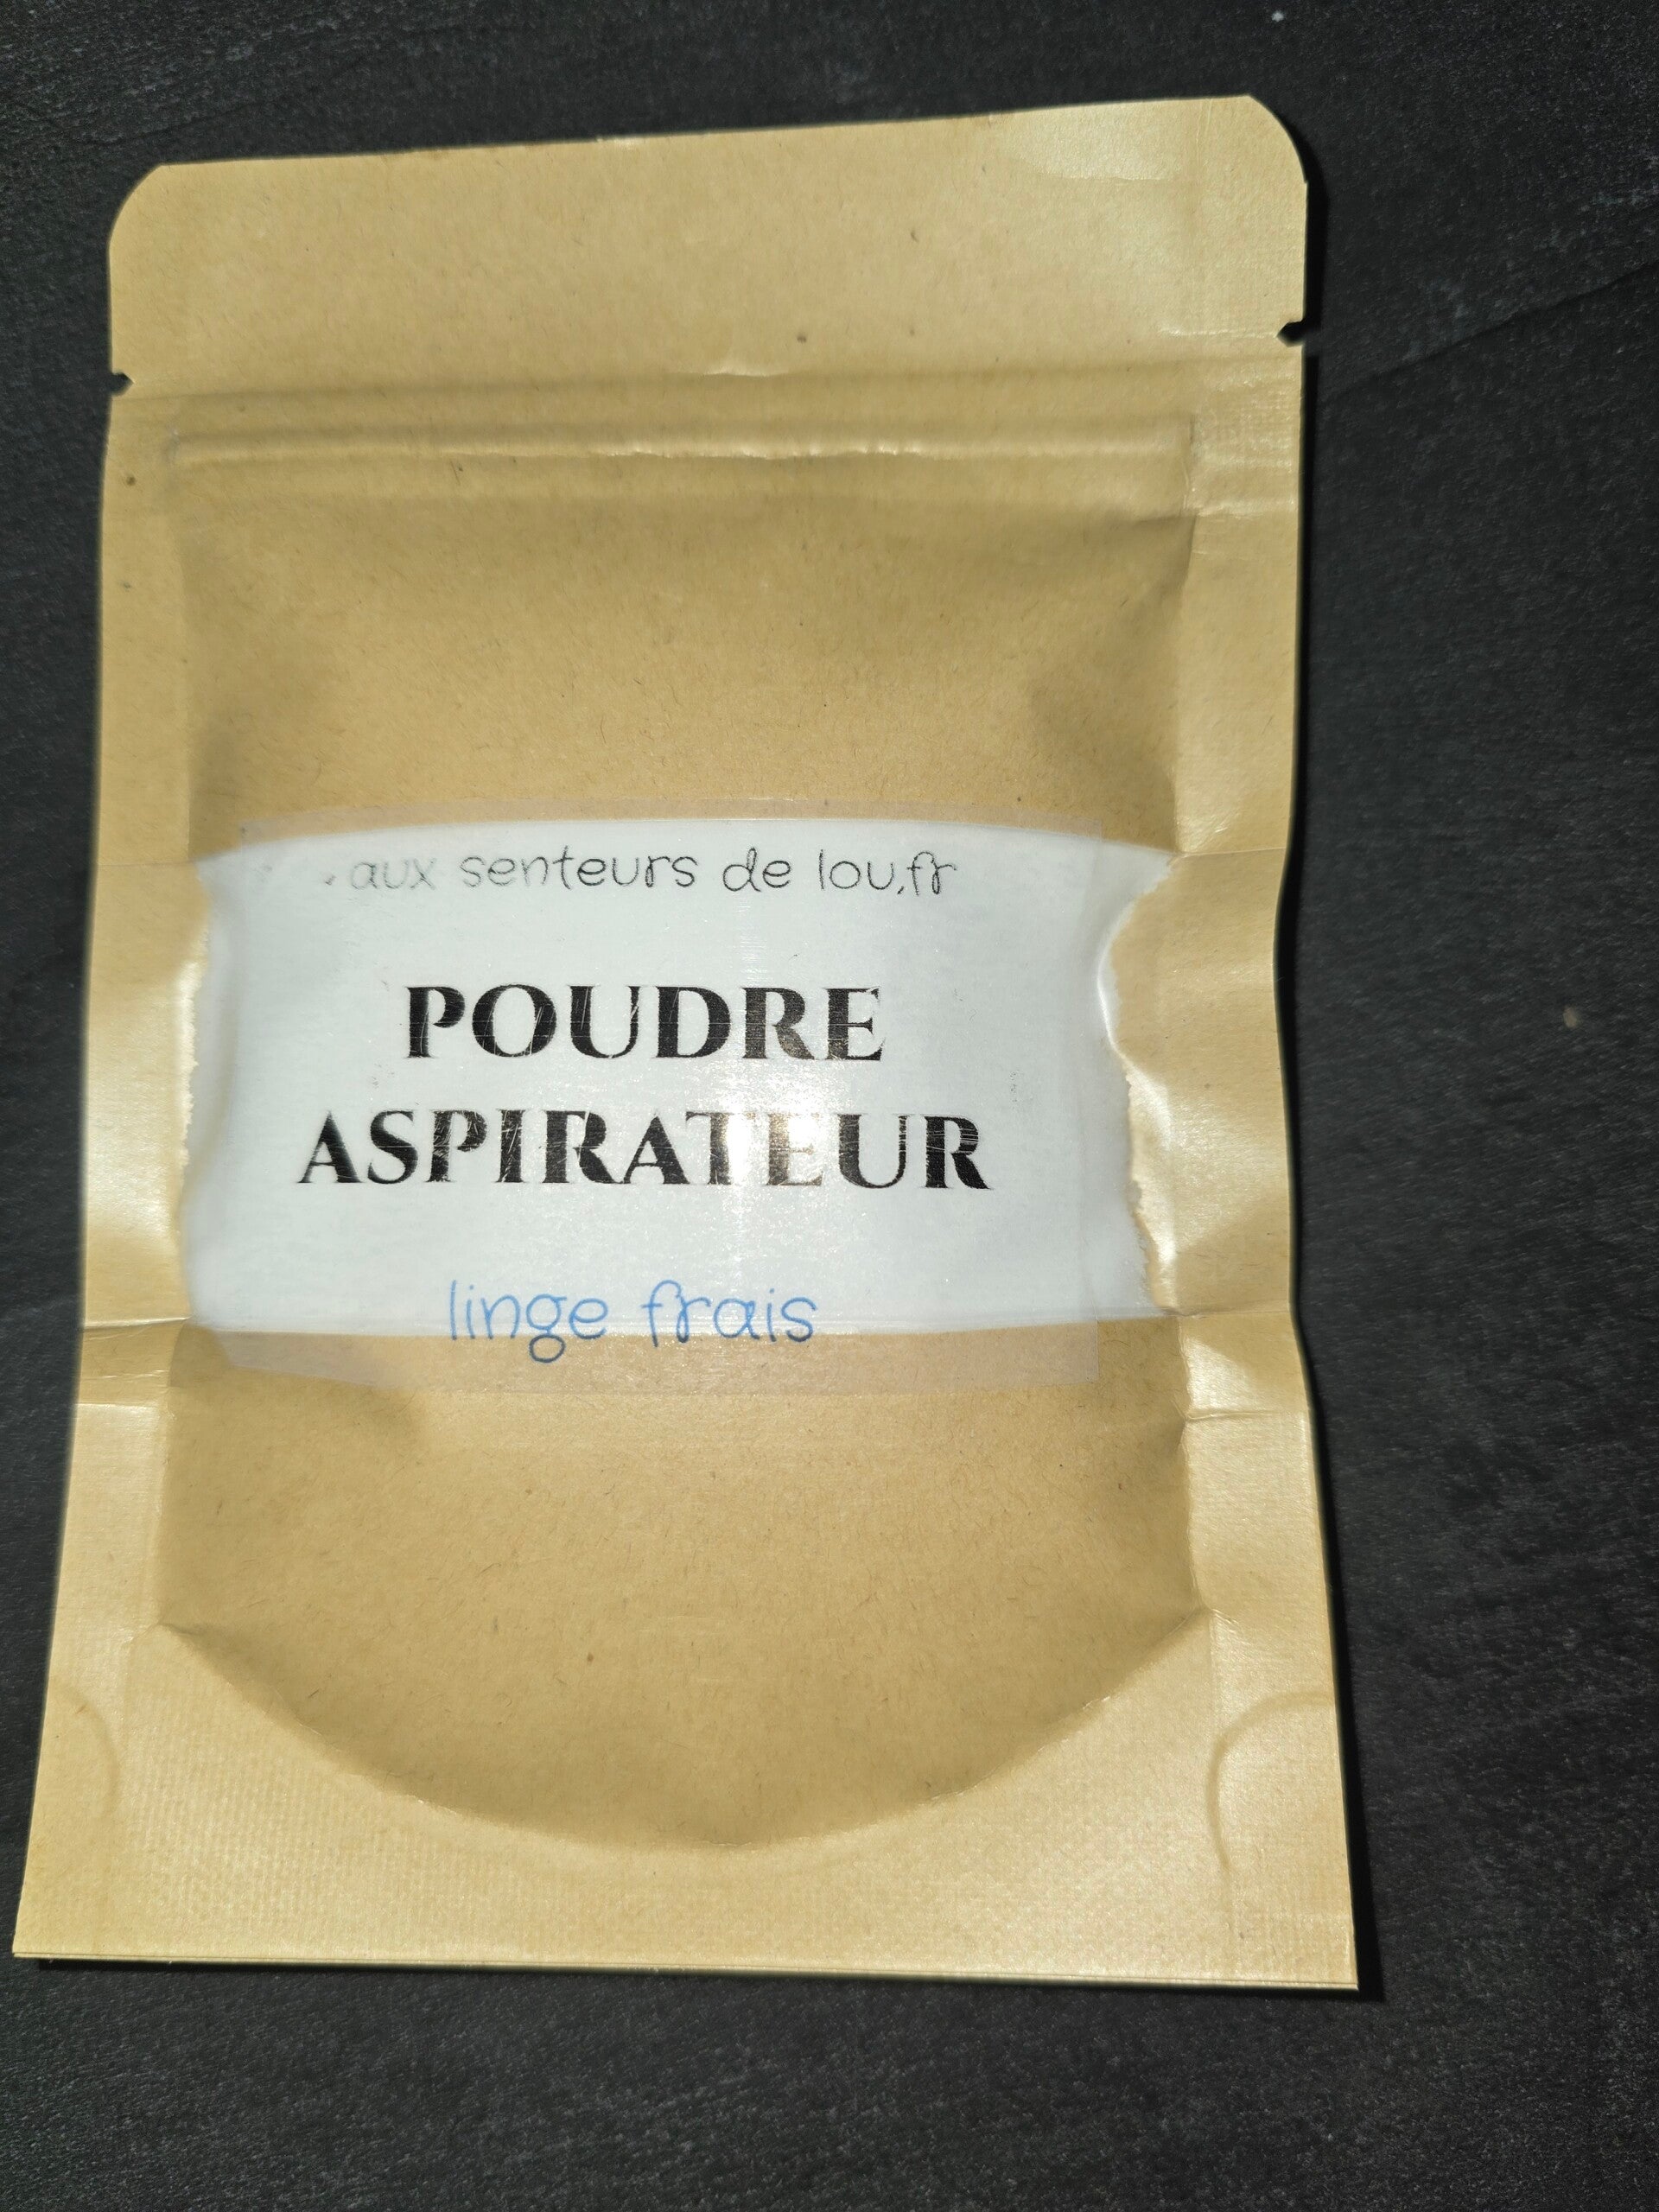 aux senteurs de lou.fr
POUDRE
ASPIRATEUR
linge frais